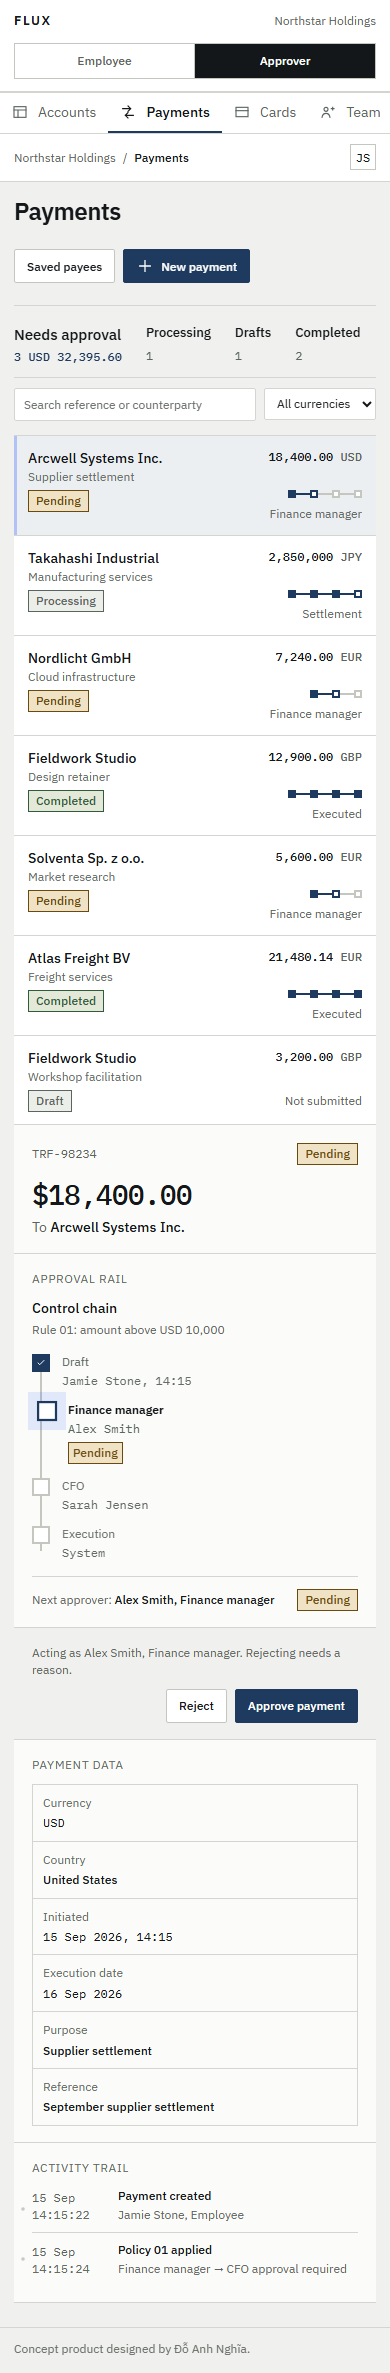 FLUX
Northstar Holdings
Employee
Approver
Accounts
Payments
Cards
Team
Northstar Holdings / Payments
JS
Payments
Saved payees
New payment
Needs approval
3 USD 32,395.60
Processing
1
Drafts
1
Completed
2
Search reference or counterparty
All currencies
Arcwell Systems Inc.
18,400.00 USD
Supplier settlement
Pending
Finance manager
Takahashi Industrial
2,850,000 JPY
Manufacturing services
Processing
Settlement
Nordlicht GmbH
7,240.00 EUR
Cloud infrastructure
Pending
Finance manager
Fieldwork Studio
12,900.00 GBP
Design retainer
Completed
Executed
Solventa Sp. z o.o.
5,600.00 EUR
Market research
Pending
Finance manager
Atlas Freight BV
21,480.14 EUR
Freight services
Completed
Executed
Fieldwork Studio
3,200.00 GBP
Workshop facilitation
Draft
Not submitted
TRF-98234
Pending
$18,400.00
To Arcwell Systems Inc.
APPROVAL RAIL
Control chain
Rule 01: amount above USD 10,000
Draft
Jamie Stone, 14:15
Finance manager
Alex Smith
Pending
CFO
Sarah Jensen
Execution
System
Next approver: Alex Smith, Finance manager
Pending
Acting as Alex Smith, Finance manager. Rejecting needs a
reason.
Reject
Approve payment
PAYMENT DATA
Currency
USD
Country
United States
Initiated
15 Sep 2026, 14:15
Execution date
16 Sep 2026
Purpose
Supplier settlement
Reference
September supplier settlement
ACTIVITY TRAIL
15 Sep
14:15:22
Payment created
Jamie Stone, Employee
15 Sep
14:15:24
Policy 01 applied
Finance manager → CFO approval required
Concept product designed by Đỗ Anh Nghĩa.